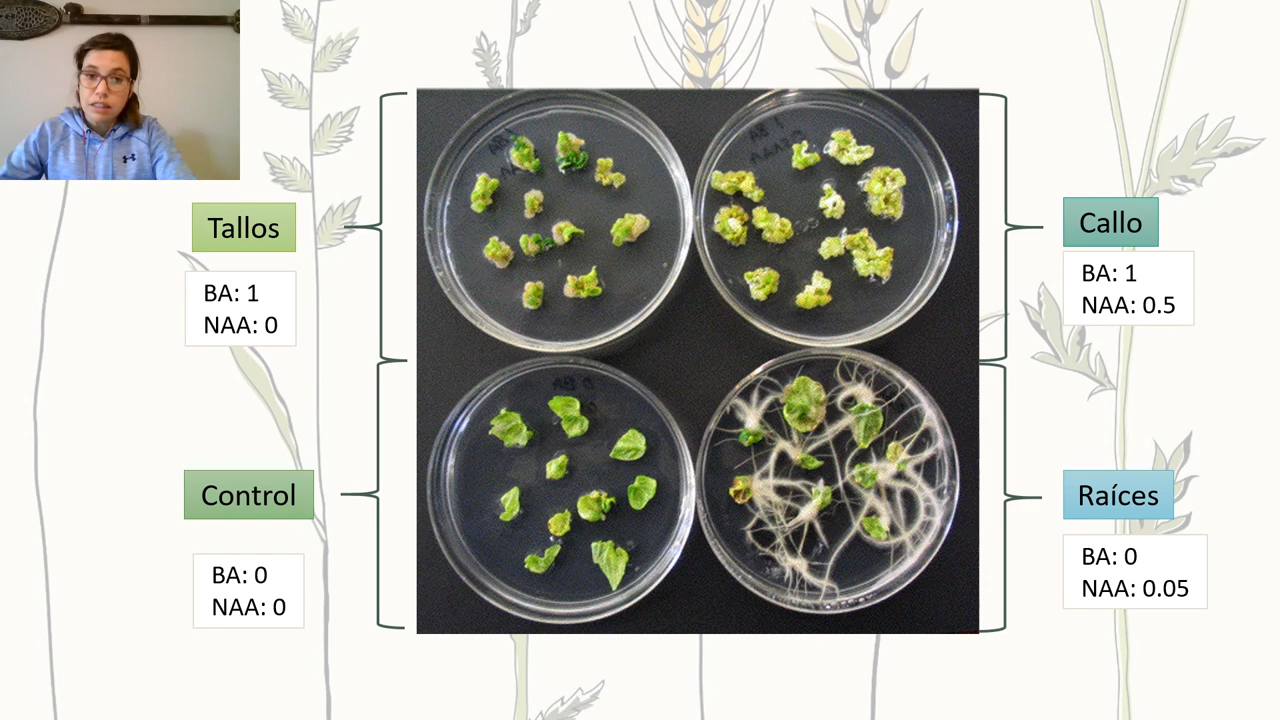 Tallos
BA: 1
NAA: 0
Callo
BA: 1
NAA: 0.5
Control
BA: 0
NAA: 0
Raíces
BA: 0
NAA: 0.05